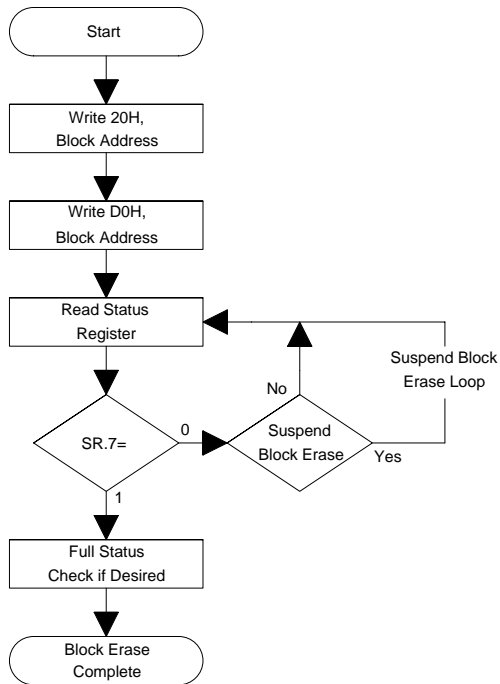 Start
Write 20H,
Block Address
Write D0H,
Block Address
Read Status
Register
Suspend Block
Erase Loop
No
SR.7=
0
Suspend
Block Erase
Yes
1
Full Status
Check if Desired
Block Erase
Complete